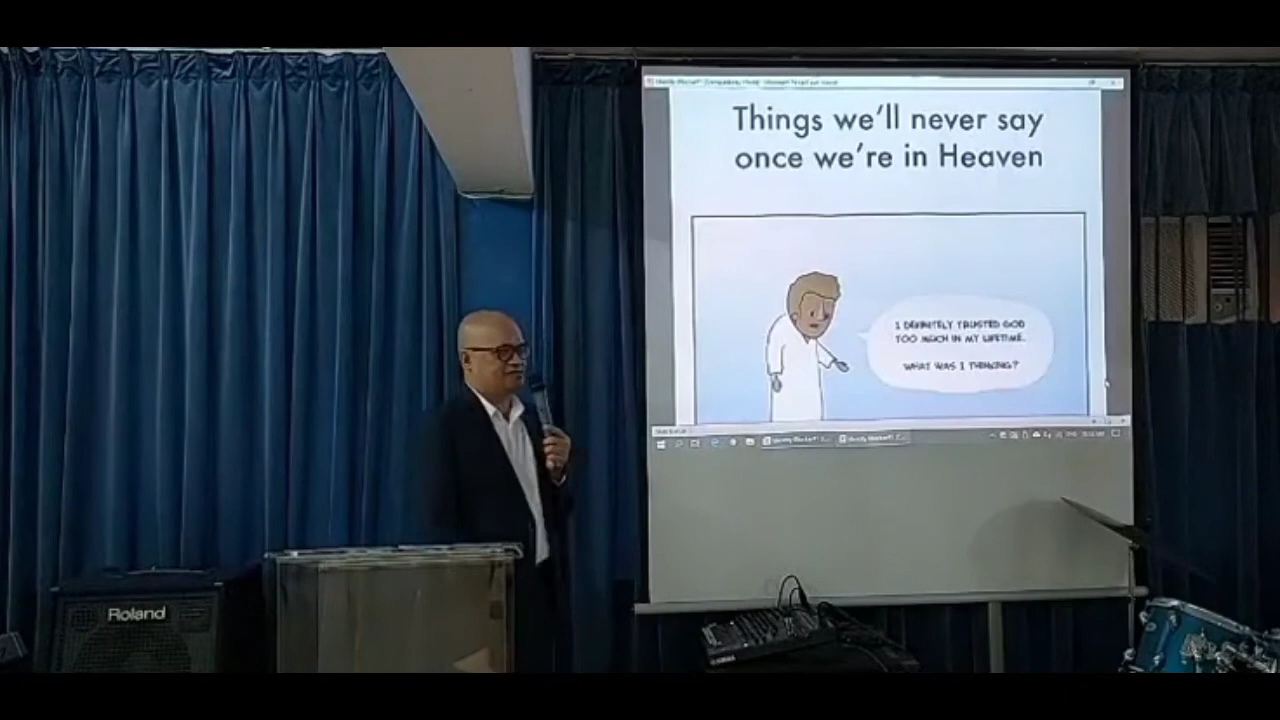 Things we'll never say
once we're in Heaven
I DEFINITELY TRUSTED GOD
TOO MUCH IN MY LIFETIME.
WHAT WAS I THINKING?
Roland
YAMAHA